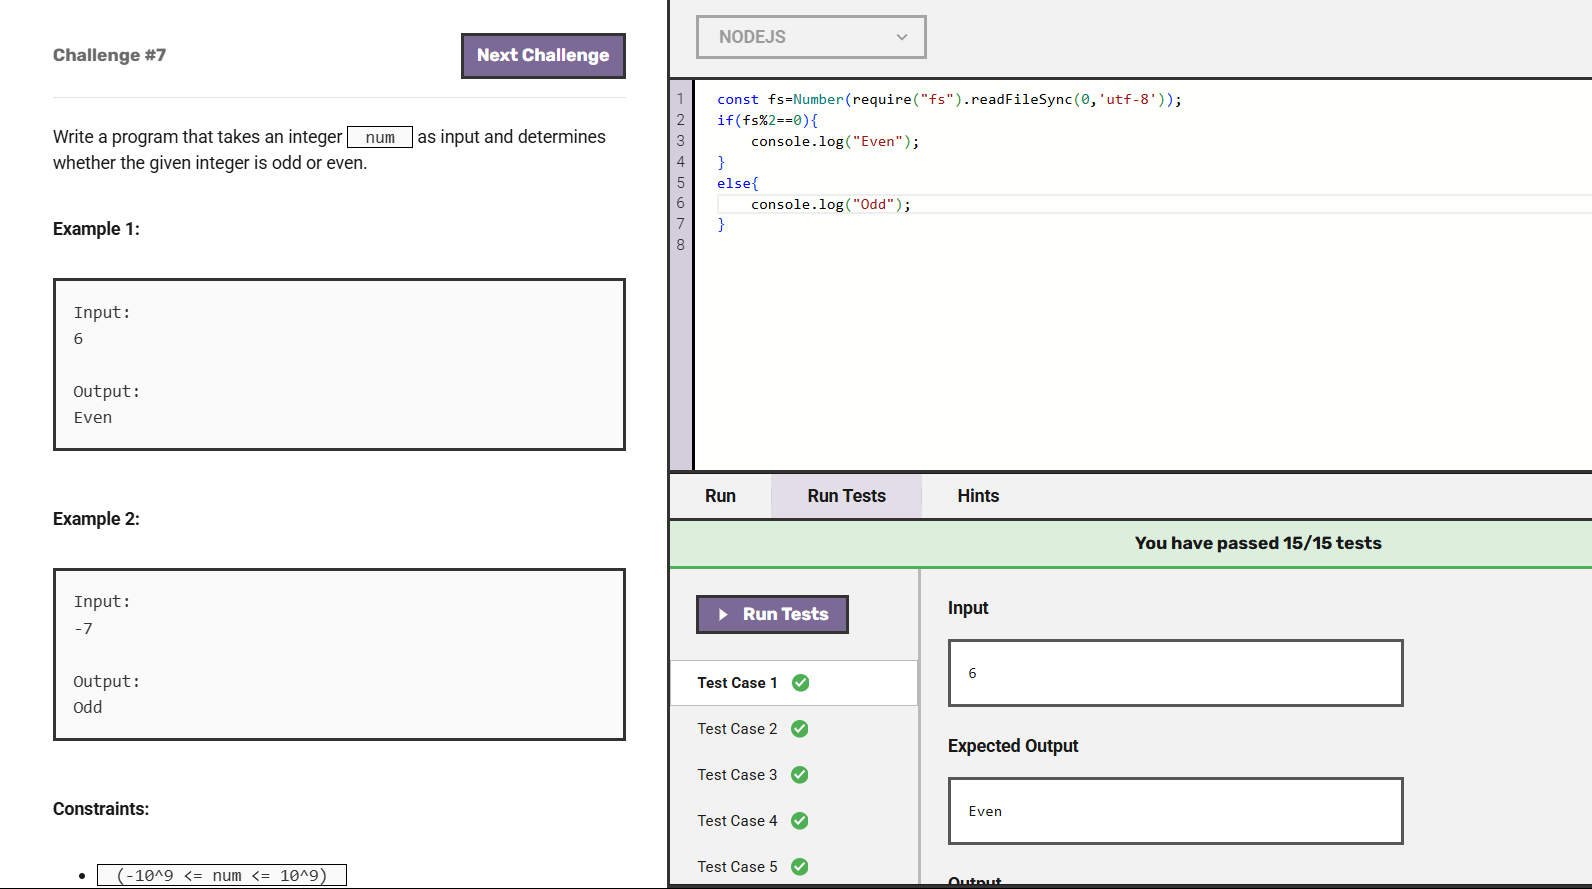 Challenge #7
Next Challenge
Write a program that takes an integer num as input and determines
whether the given integer is odd or even.
Example 1:
Input:
6
Output:
Even
Example 2:
Input:
-7
Output:
Odd
Constraints:
• (-10^9 <= num <= 10^9)
NODEJS
1 const fs=Number(require("fs").readFileSync(0,'utf-8'));
2 if(fs%2==0){
3     console.log("Even");
4 }
5 else{
6     console.log("Odd");
7 }
8
Run Run Tests Hints
You have passed 15/15 tests
Run Tests
Test Case 1
Test Case 2
Test Case 3
Test Case 4
Test Case 5
Input
6
Expected Output
Even
Output